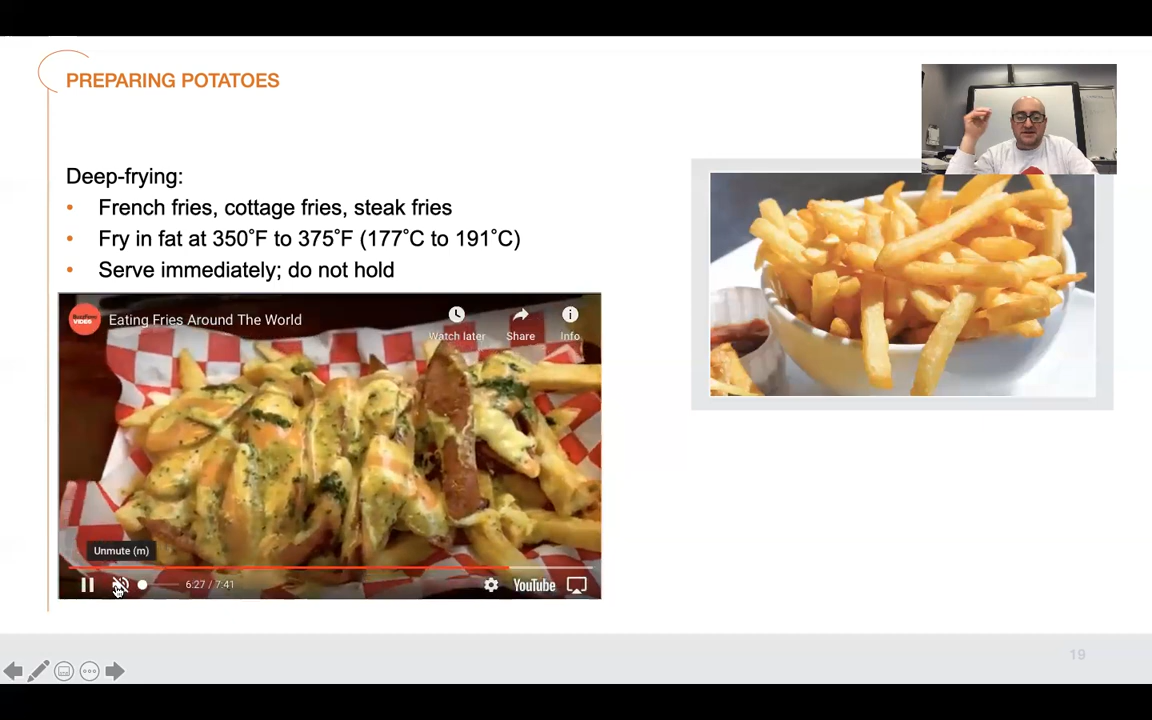 PREPARING POTATOES
Deep-frying:
• French fries, cottage fries, steak fries
• Fry in fat at 350˚F to 375˚F (177˚C to 191˚C)
• Serve immediately; do not hold
Eating Fries Around The World
Watch later
Share
Info
Unmute (m)
6:27 / 7:41
YouTube
19